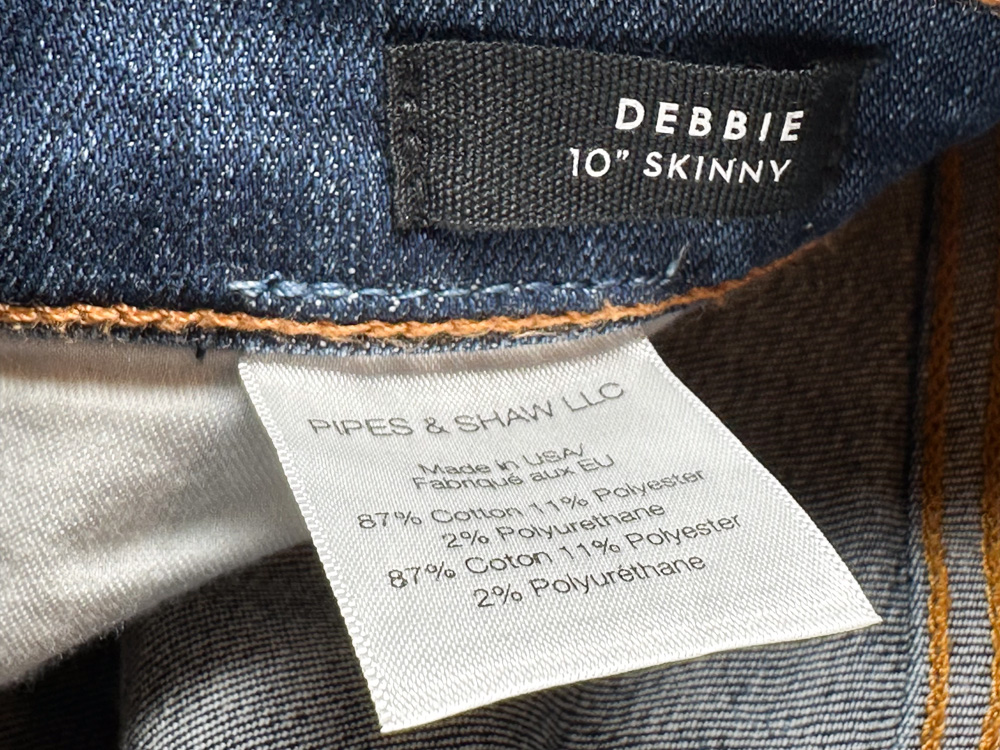 DEBBIE
10" SKINNY
PIPES & SHAW LLC
Made in USA/
Fabriqué aux EU
87% Cotton 11% Polyester
2% Polyurethane
87% Coton 11% Polyester
2% Polyuréthane